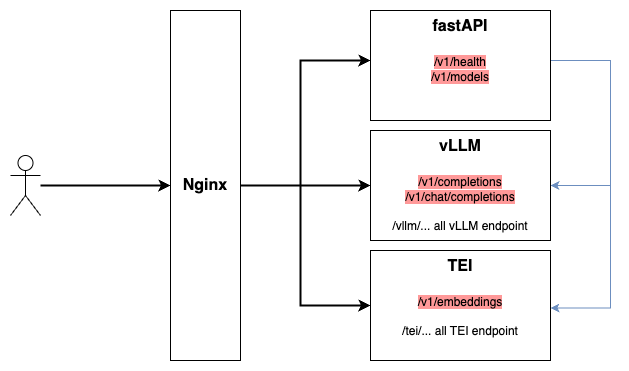 Nginx
fastAPI
/v1/health
/v1/models
vLLM
/v1/completions
/v1/chat/completions
/vllm/... all vLLM endpoint
TEI
/v1/embeddings
/tei/... all TEI endpoint